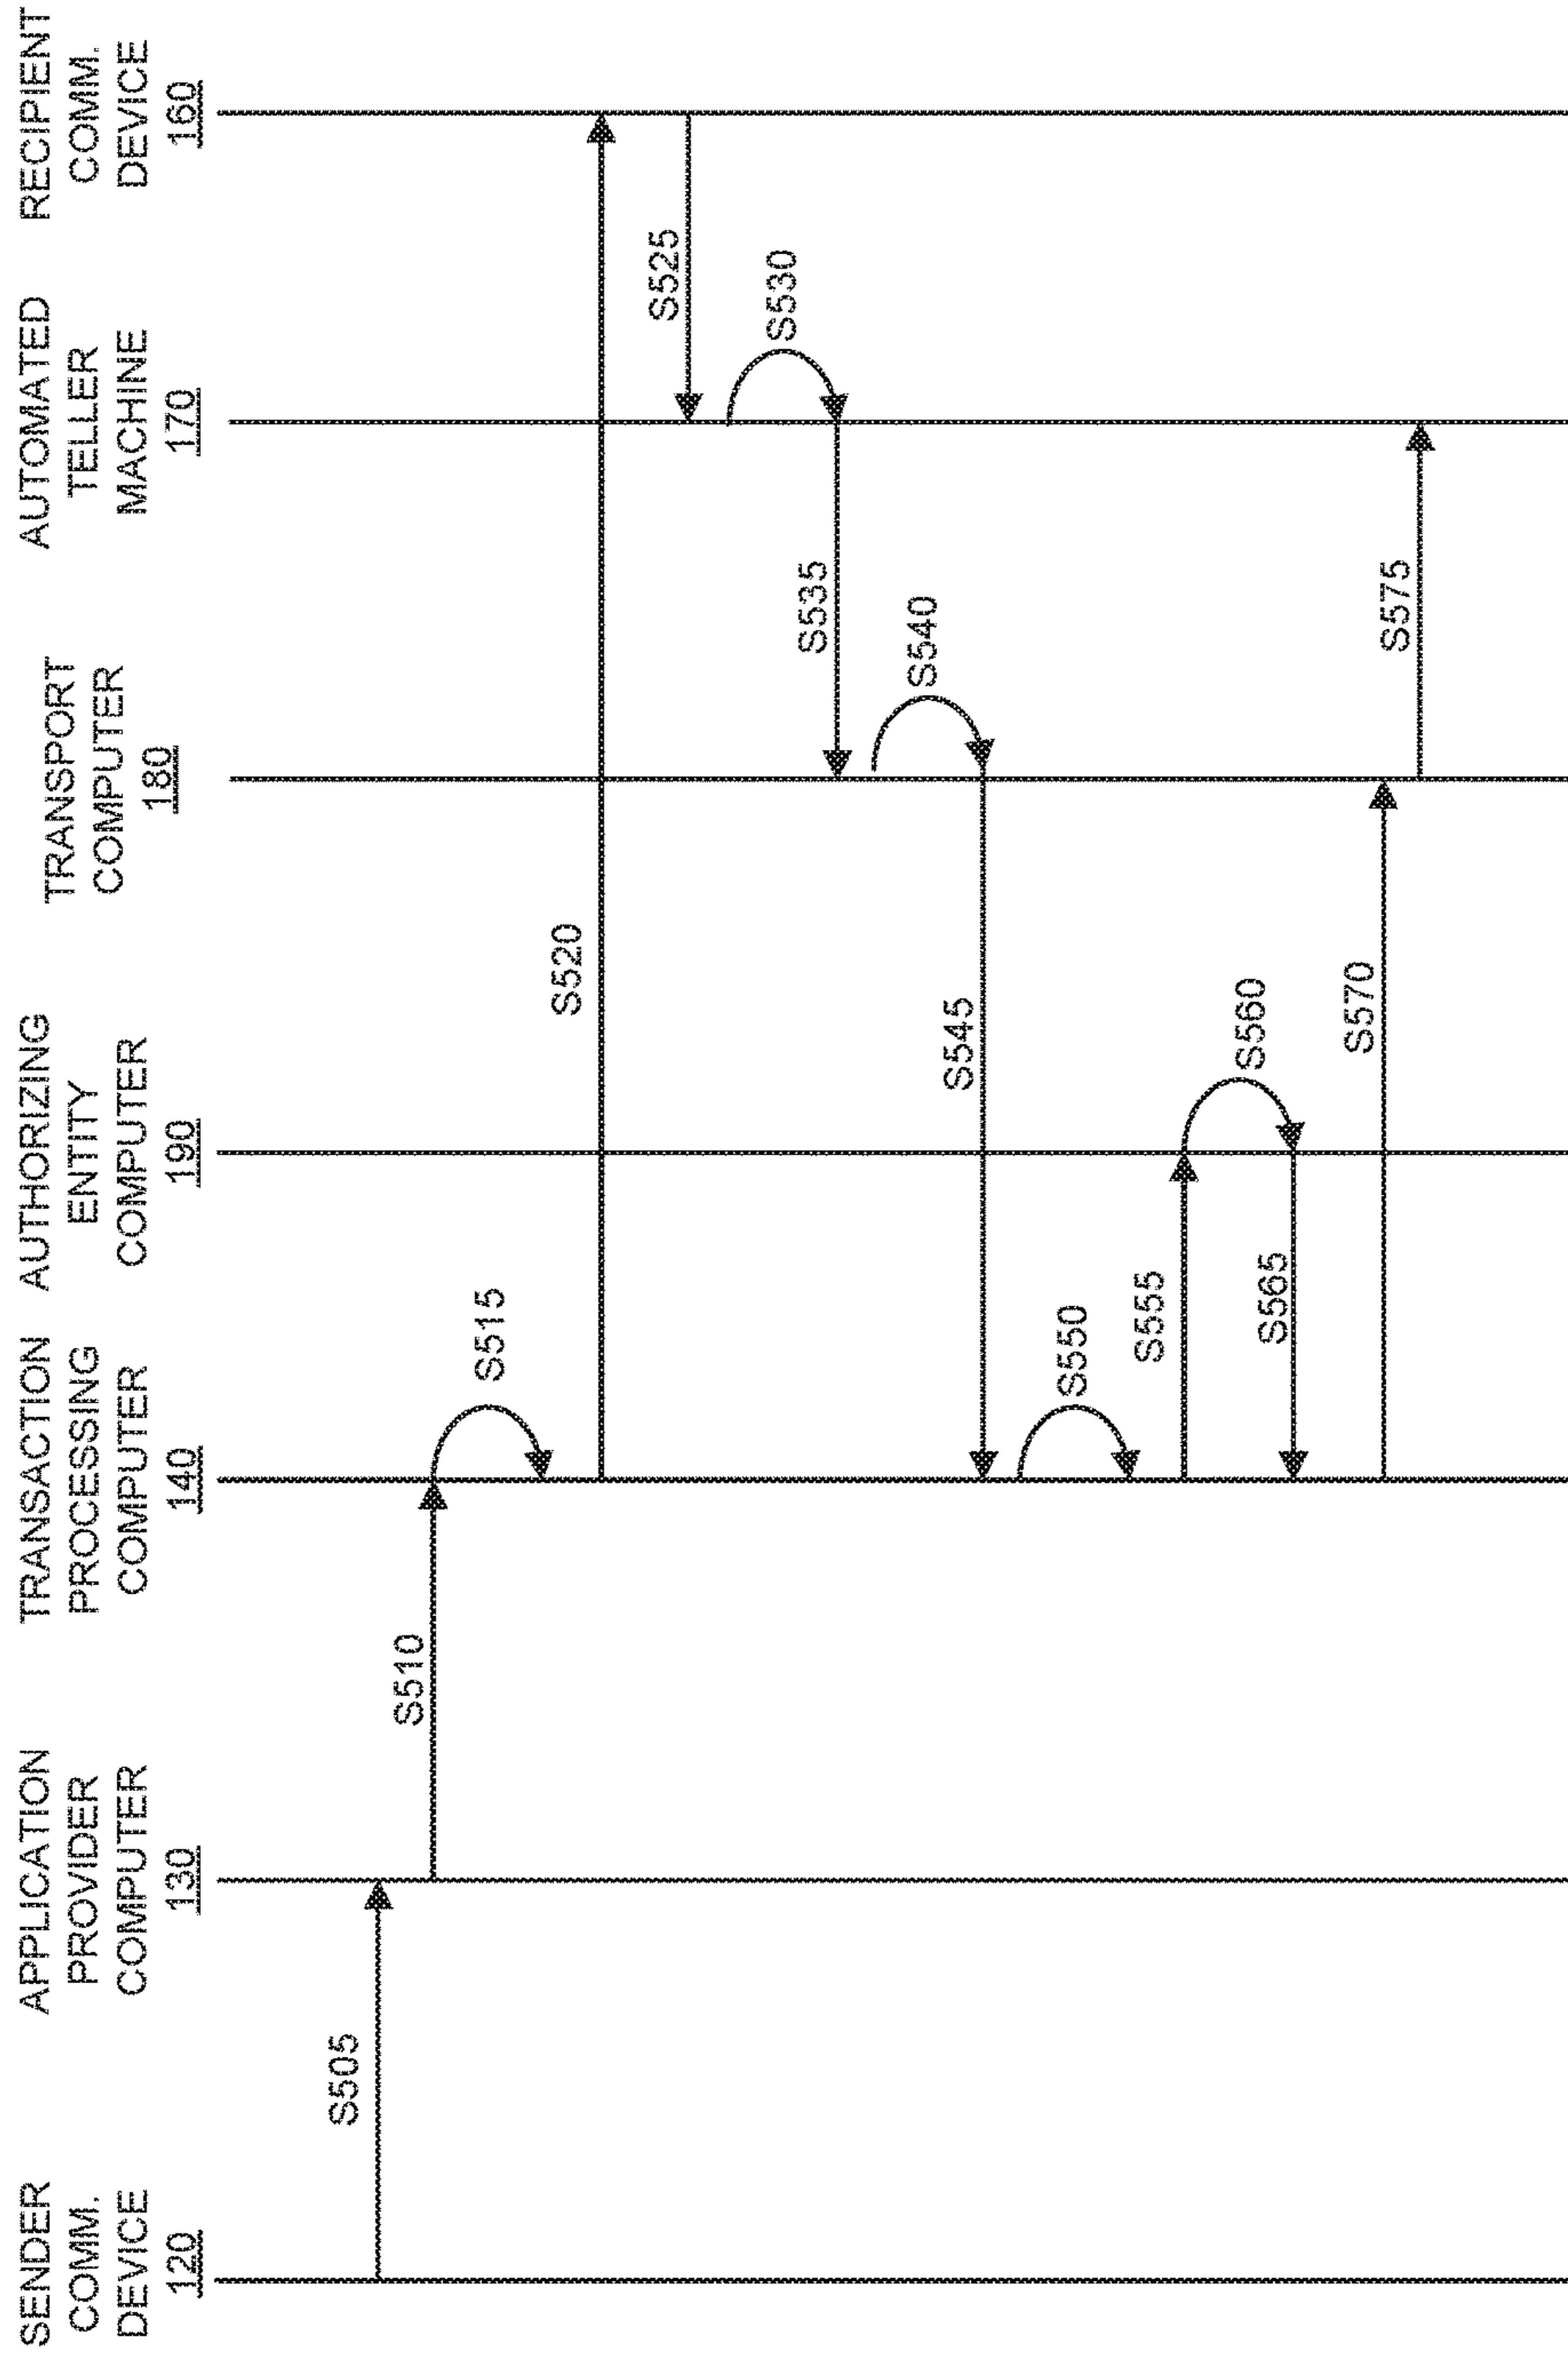 SENDER
COMM.
DEVICE
120
APPLICATION
PROVIDER
COMPUTER
130
TRANSACTION
PROCESSING
COMPUTER
140
AUTHORIZING
ENTITY
COMPUTER
190
TRANSPORT
COMPUTER
180
AUTOMATED
TELLER
MACHINE
170
RECIPIENT
COMM.
DEVICE
160
S505
S510
S515
S520
S525
S530
S535
S540
S545
S550
S555
S560
S565
S570
S575